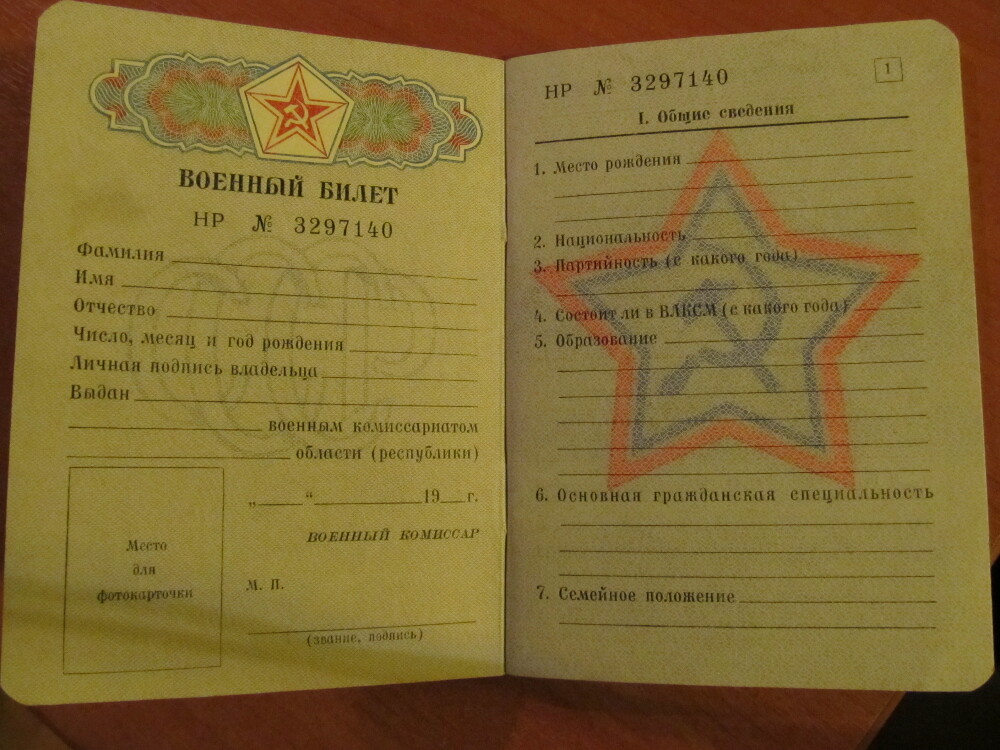 ВОЕННЫЙ БИЛЕТ
НР № 3297140
Фамилия
Имя
Отчество
Число, месяц и год рождения
Личная подпись владельца
Выдан
военным комиссариатом
области (республики)
„ “ 19 г.
ВОЕННЫЙ КОМИССАР
Место
для
фотокарточки
М. П.
(звание, подпись)
НР № 3297140
1
I. Общие сведения
1. Место рождения
2. Национальность
3. Партийность (с какого года)
4. Состоит ли в ВЛКСМ (с какого года)
5. Образование
6. Основная гражданская специальность
7. Семейное положение